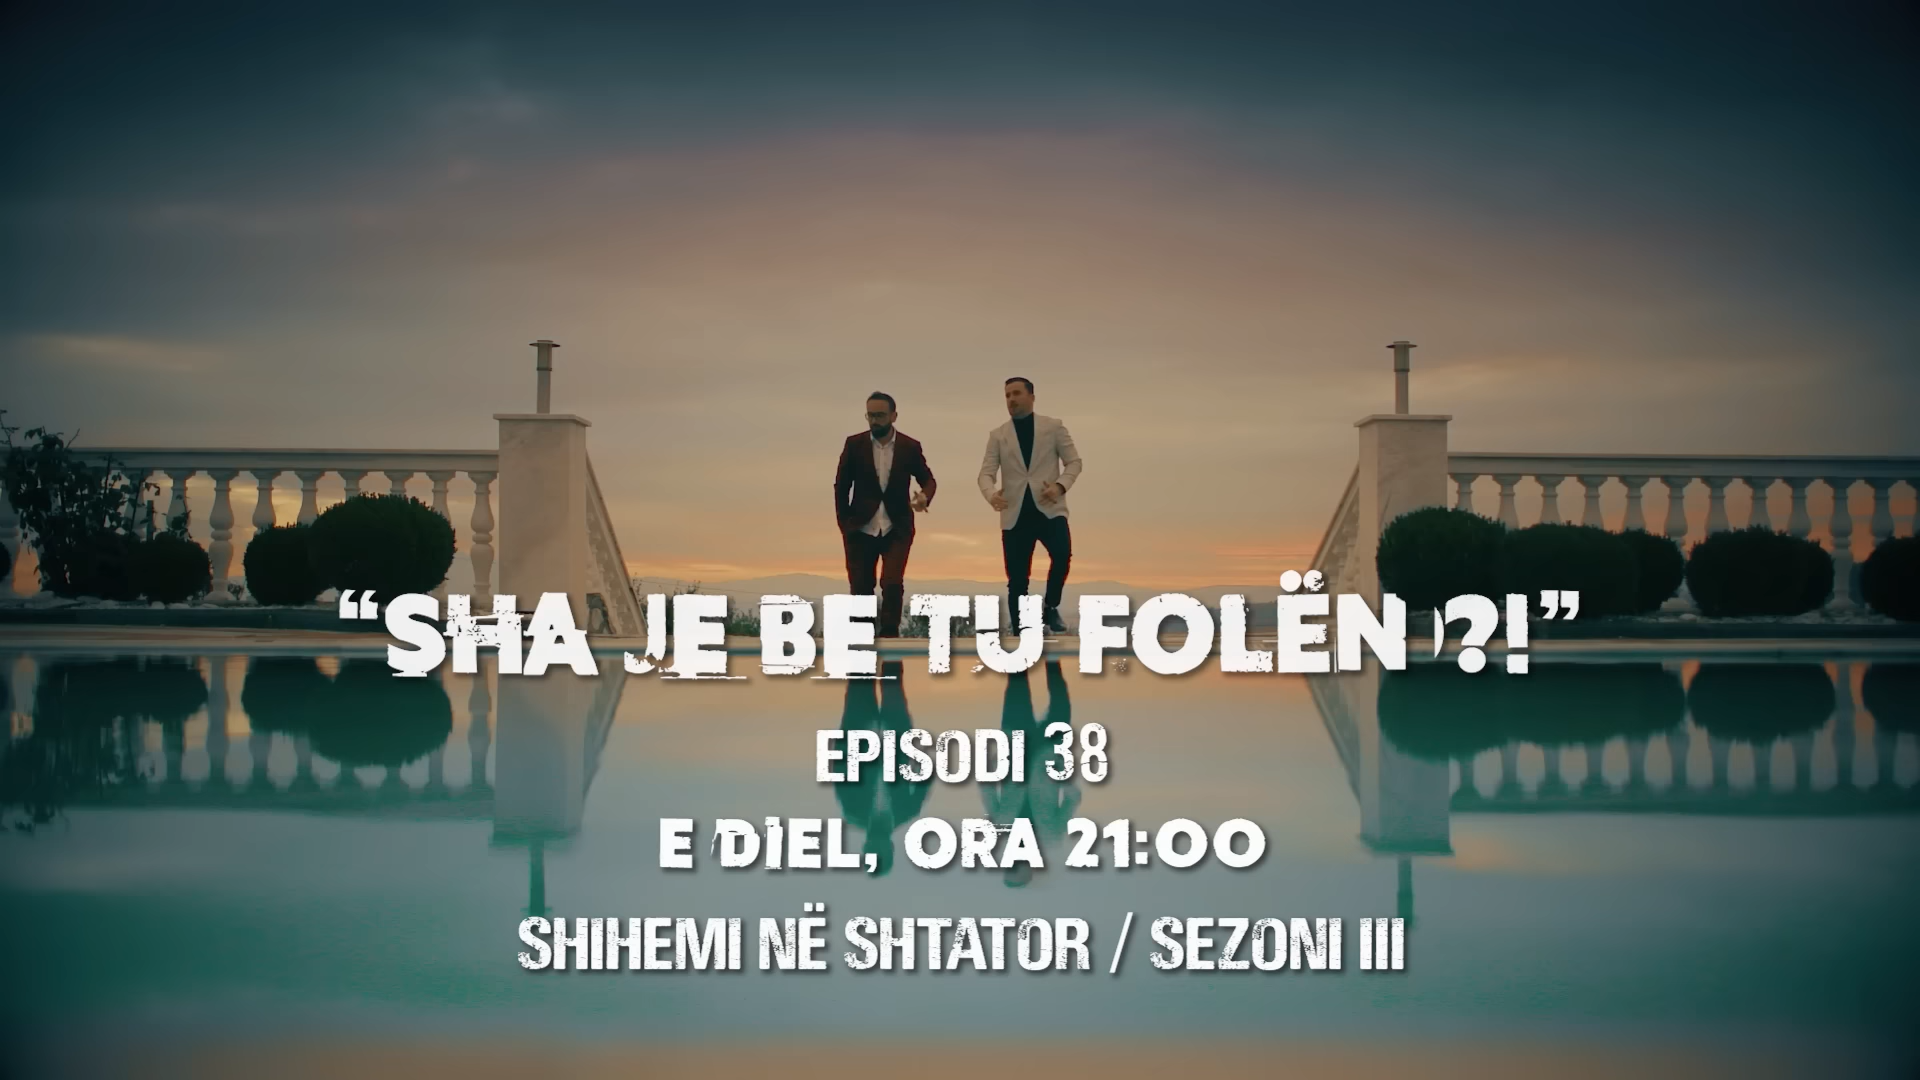 “SHA JE BE TU FOLËN ?!”
EPISODI 38
E DIEL, ORA 21:00
SHIHEMI NË SHTATOR / SEZONI III